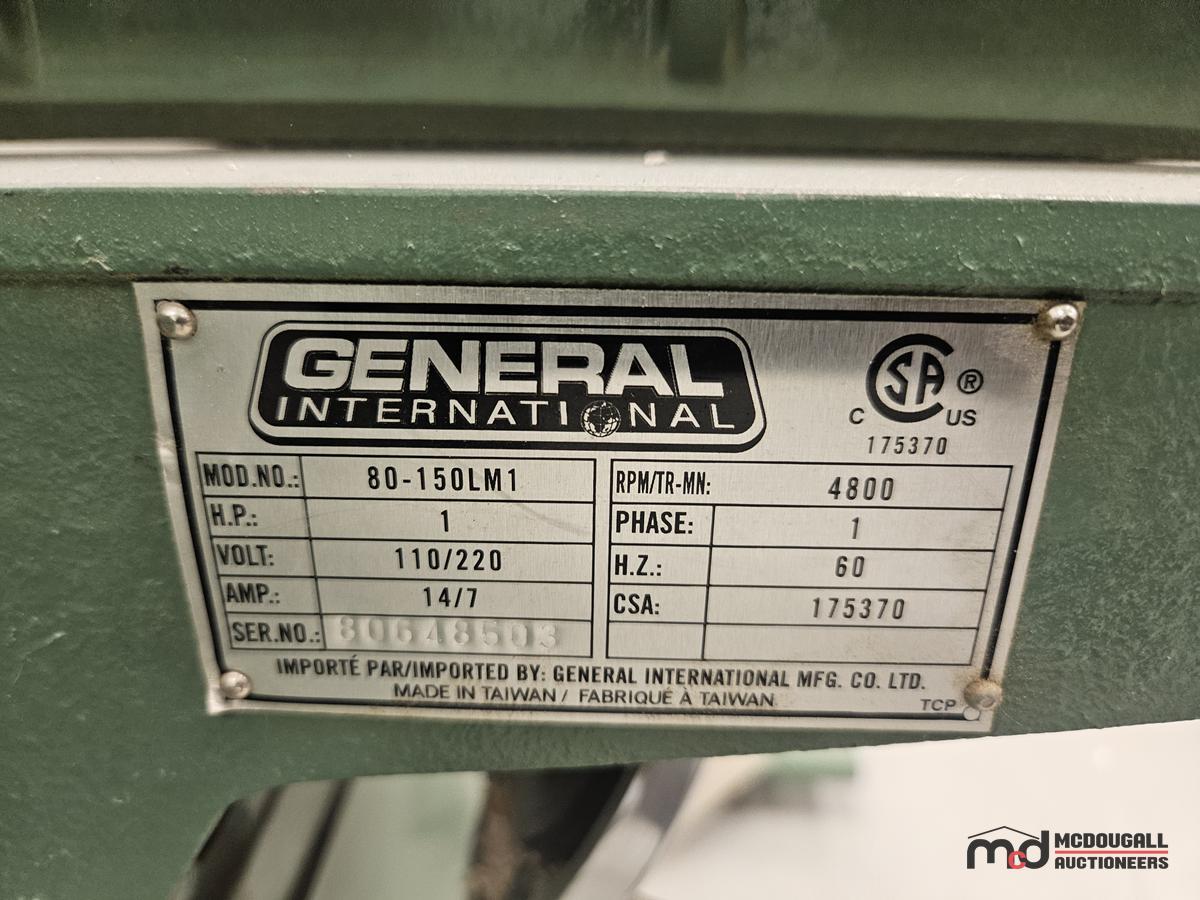 GENERAL
INTERNATIONAL
CSA ®
C US
175370
MOD.NO.: 80-150LM1
H.P.: 1
VOLT: 110/220
AMP.: 14/7
SER.NO.: 80648503
RPM/TR-MN: 4800
PHASE: 1
H.Z.: 60
CSA: 175370
IMPORTÉ PAR/IMPORTED BY: GENERAL INTERNATIONAL MFG. CO. LTD.
MADE IN TAIWAN / FABRIQUÉ À TAIWAN
TCP
mcd MCDOUGALL
AUCTIONEERS